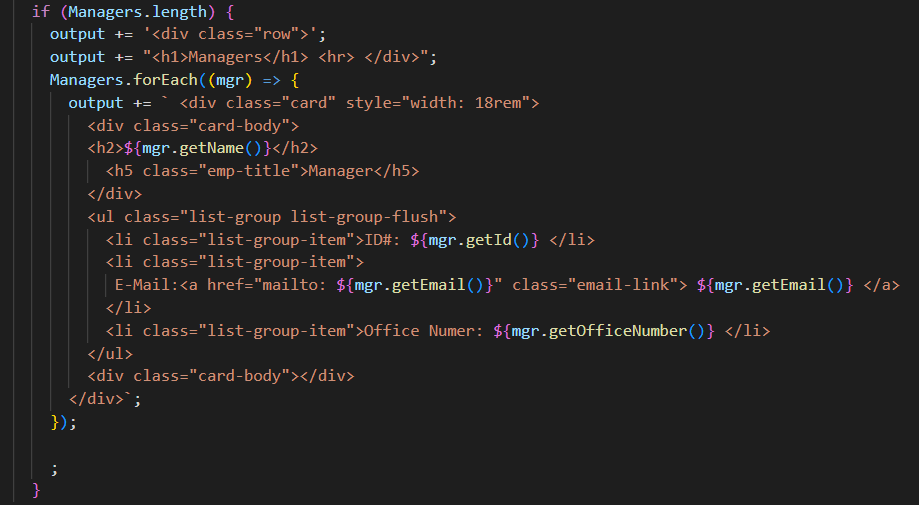 if (Managers.length) {
output += '<div class="row">';
output += "<h1>Managers</h1> <hr> </div>";
Managers.forEach((mgr) => {
output += ` <div class="card" style="width: 18rem">
<div class="card-body">
<h2>${mgr.getName()}</h2>
<h5 class="emp-title">Manager</h5>
</div>
<ul class="list-group list-group-flush">
<li class="list-group-item">ID#: ${mgr.getId()} </li>
<li class="list-group-item">
E-Mail:<a href="mailto: ${mgr.getEmail()}" class="email-link"> ${mgr.getEmail()} </a>
</li>
<li class="list-group-item">Office Numer: ${mgr.getOfficeNumber()} </li>
</ul>
<div class="card-body"></div>
</div>`;
});
;
}